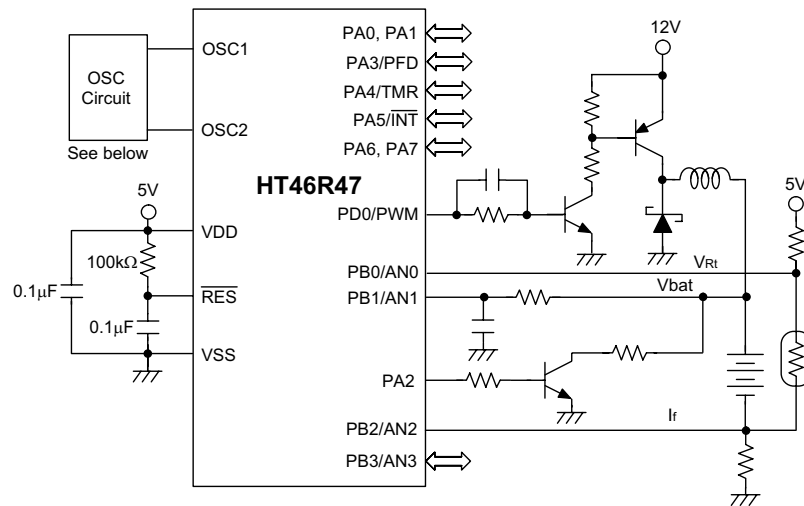 12V
OSC
Circuit
See below
OSC1
OSC2
PA0, PA1
PA3/PFD
PA4/TMR
PA5/INT
PA6, PA7
HT46R47
PD0/PWM
5V
5V
VDD
100kΩ
RES
0.1µF
0.1µF
VSS
PB0/AN0
VRt
PB1/AN1
Vbat
PA2
PB2/AN2
If
PB3/AN3